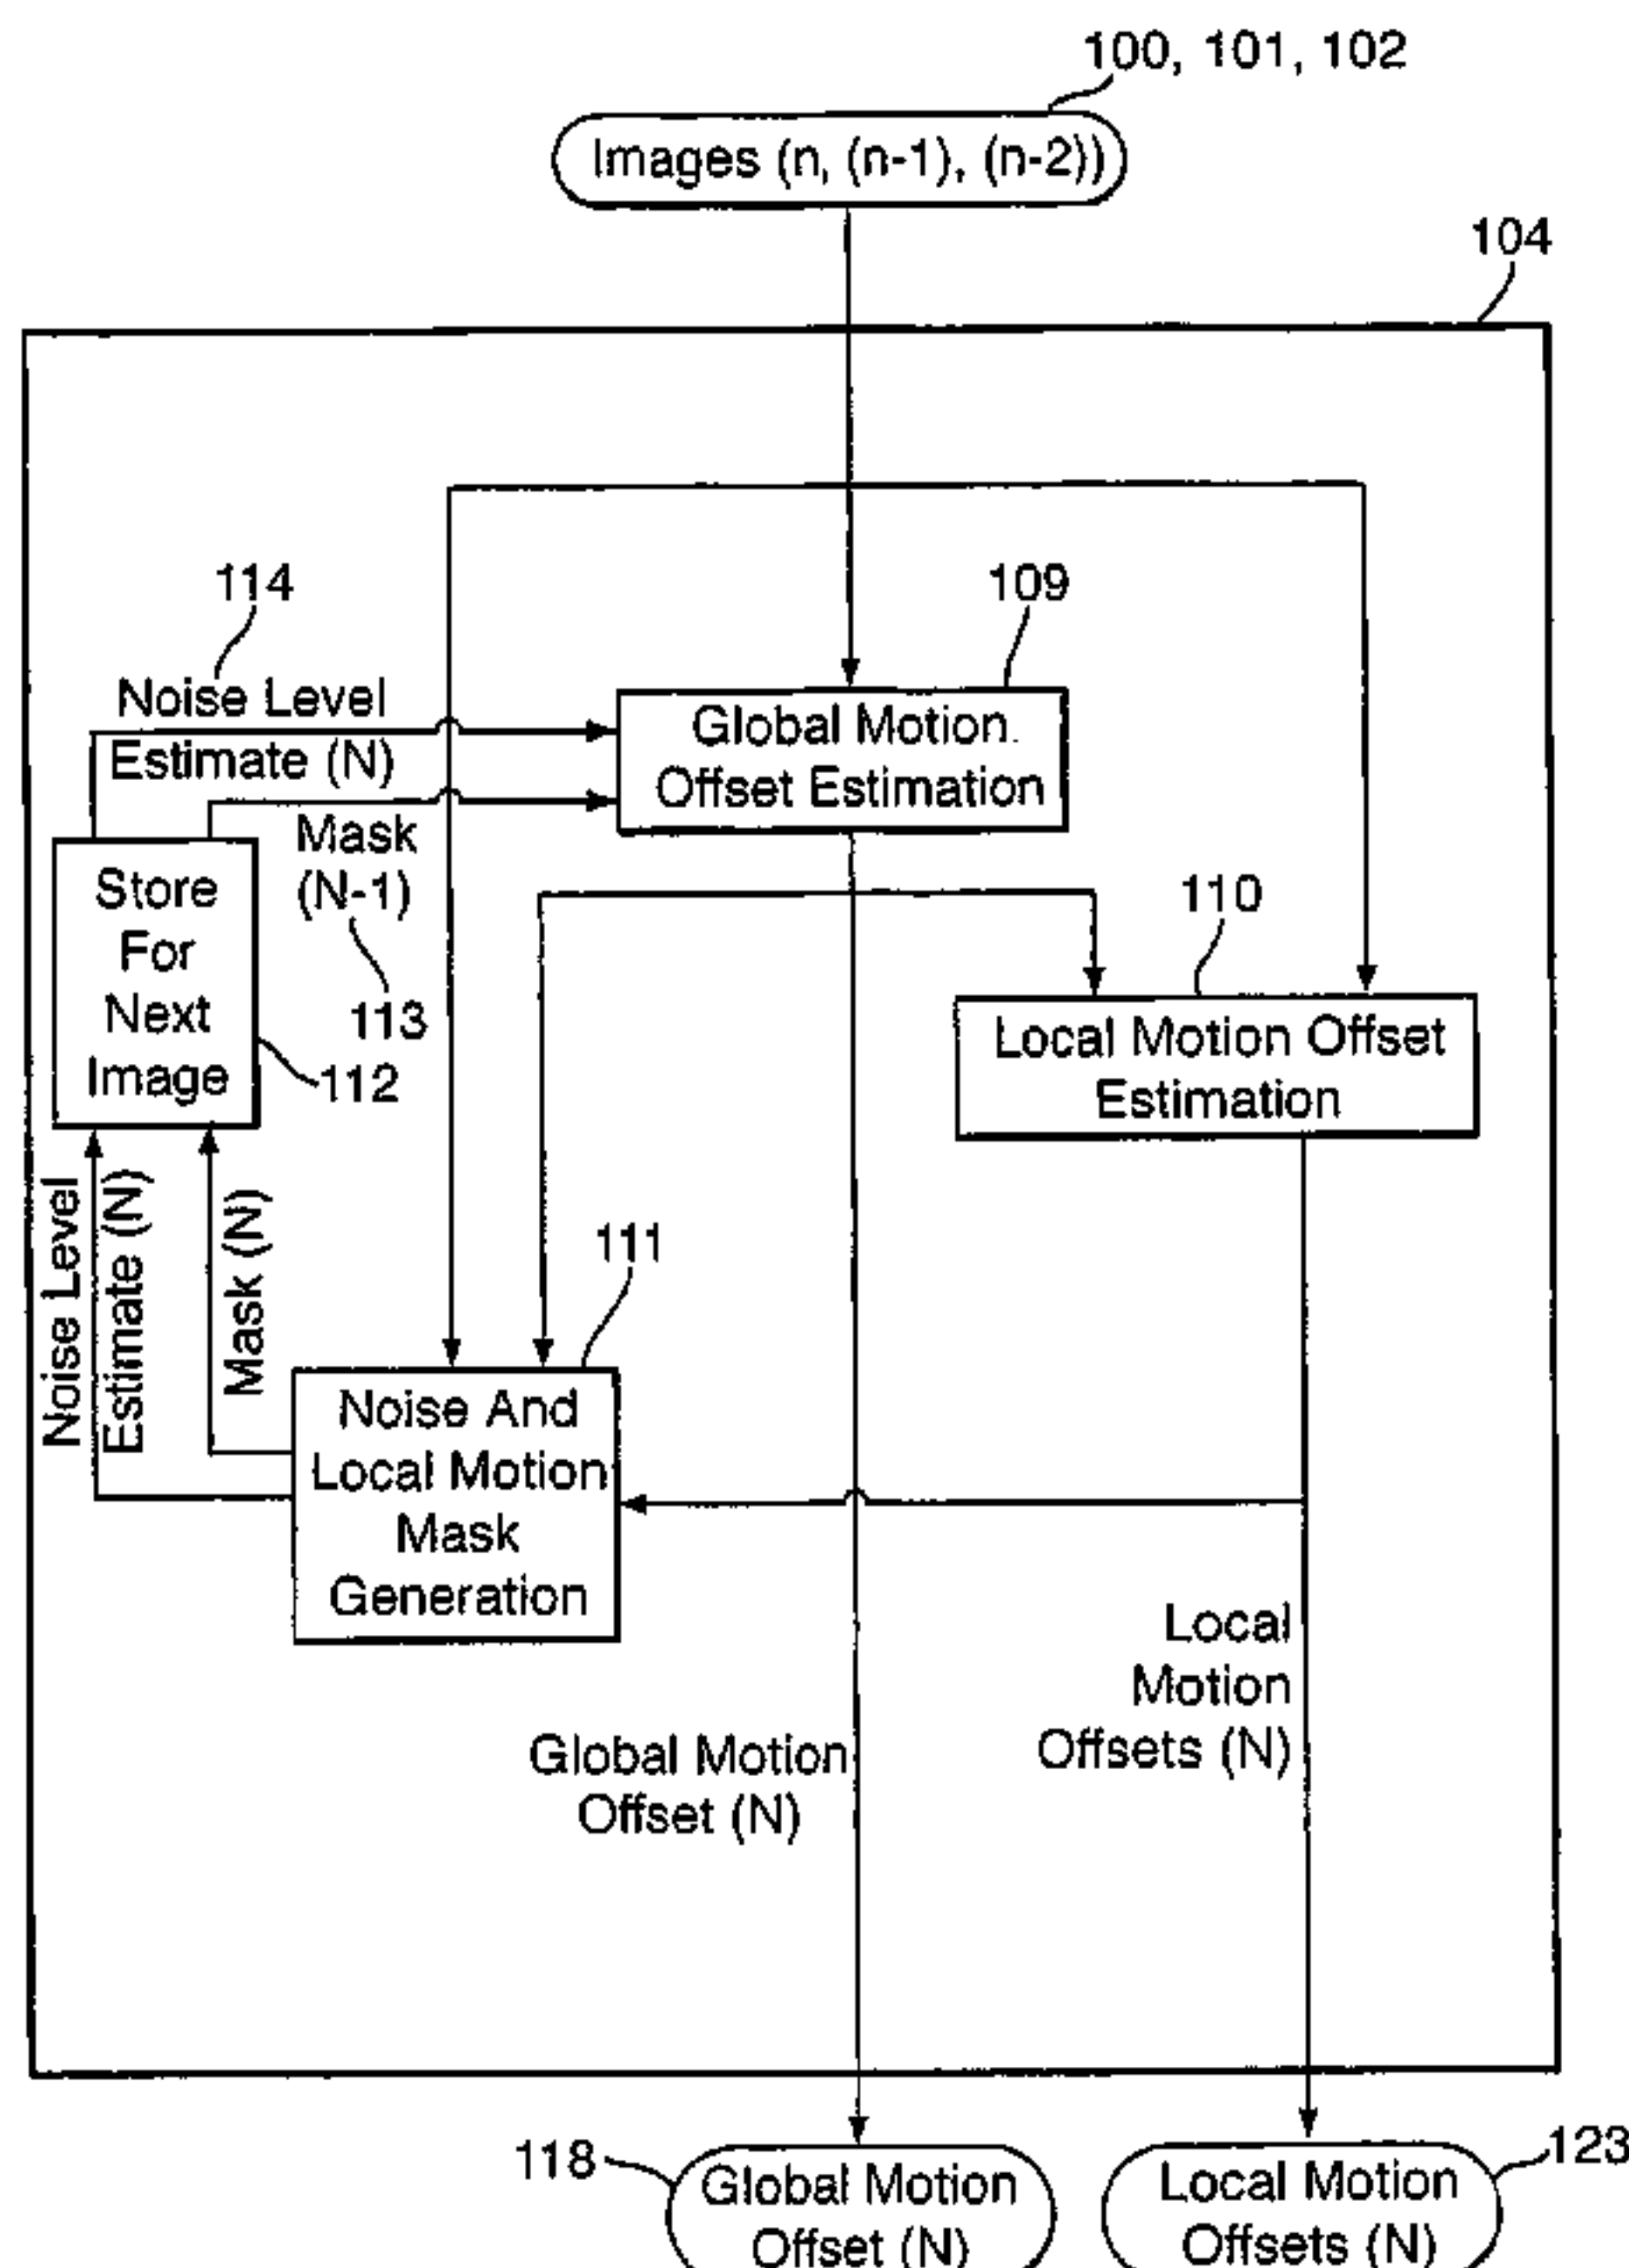 100, 101, 102
Images (n, (n-1), (n-2))
104
114
109
Noise Level
Estimate (N)
Global Motion
Offset Estimation
Mask
(N-1)
113
Store
For
Next
Image
112
110
Local Motion Offset
Estimation
Noise Level
Estimate (N)
Mask (N)
111
Noise And
Local Motion
Mask
Generation
Local
Motion
Offsets (N)
Global Motion
Offset (N)
118
Global Motion
Offset (N)
123
Local Motion
Offsets (N)